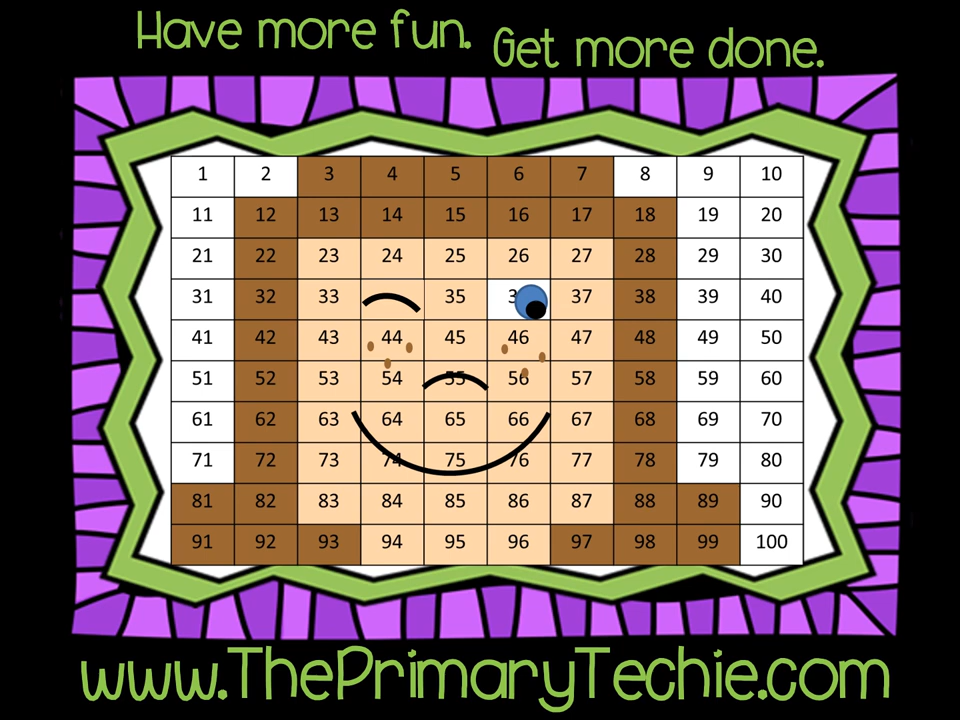 Have more fun. Get more done.
1 2 3 4 5 6 7 8 9 10
11 12 13 14 15 16 17 18 19 20
21 22 23 24 25 26 27 28 29 30
31 32 33 35 37 38 39 40
41 42 43 44 45 46 47 48 49 50
51 52 53 54 55 56 57 58 59 60
61 62 63 64 65 66 67 68 69 70
71 72 73 74 75 76 77 78 79 80
81 82 83 84 85 86 87 88 89 90
91 92 93 94 95 96 97 98 99 100
www.ThePrimaryTechie.com